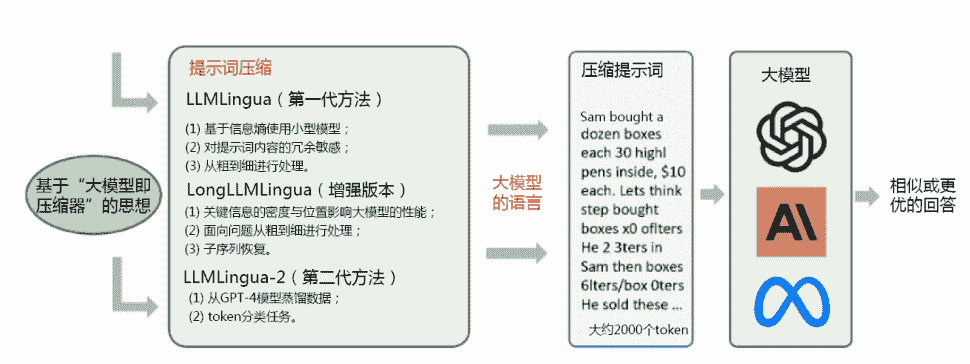 基于“大模型即
压缩器”的思想
提示词压缩
LLMLingua（第一代方法）
(1) 基于信息熵使用小型模型；
(2) 对提示词内容的冗余敏感；
(3) 从粗到细进行处理。
LongLLMLingua（增强版本）
(1) 关键信息的密度与位置影响大模型的性能；
(2) 面向问题从粗到细进行处理；
(3) 子序列恢复。
LLMLingua-2（第二代方法）
(1) 从GPT-4模型蒸馏数据；
(2) token分类任务。
大模型
的语言
压缩提示词
Sam bought a
dozen boxes
each 30 highl
pens inside, $10
each. Lets think
step bought
boxes x0 oflters
He 2 3ters in
Sam then boxes
6lters/box 0ters
He sold these ...
大约2000个token
大模型
AI
相似或更
优的回答